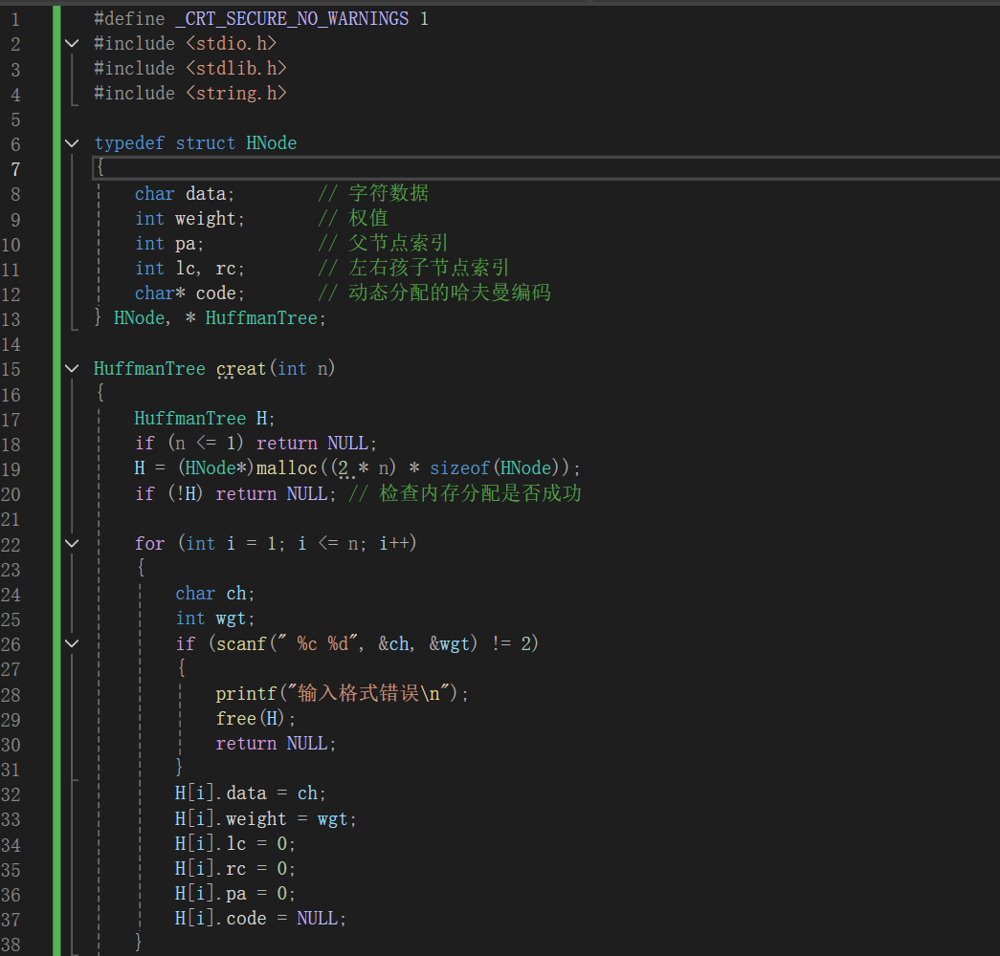 1 #define _CRT_SECURE_NO_WARNINGS 1
2 #include <stdio.h>
3 #include <stdlib.h>
4 #include <string.h>
5
6 typedef struct HNode
7 {
8     char data;        // 字符数据
9     int weight;       // 权值
10     int pa;           // 父节点索引
11     int lc, rc;       // 左右孩子节点索引
12     char* code;       // 动态分配的哈夫曼编码
13 } HNode, * HuffmanTree;
14
15 HuffmanTree creat(int n)
16 {
17     HuffmanTree H;
18     if (n <= 1) return NULL;
19     H = (HNode*)malloc((2 * n) * sizeof(HNode));
20     if (!H) return NULL; // 检查内存分配是否成功
21
22     for (int i = 1; i <= n; i++)
23     {
24         char ch;
25         int wgt;
26         if (scanf(" %c %d", &ch, &wgt) != 2)
27         {
28             printf("输入格式错误\n");
29             free(H);
30             return NULL;
31         }
32         H[i].data = ch;
33         H[i].weight = wgt;
34         H[i].lc = 0;
35         H[i].rc = 0;
36         H[i].pa = 0;
37         H[i].code = NULL;
38     }